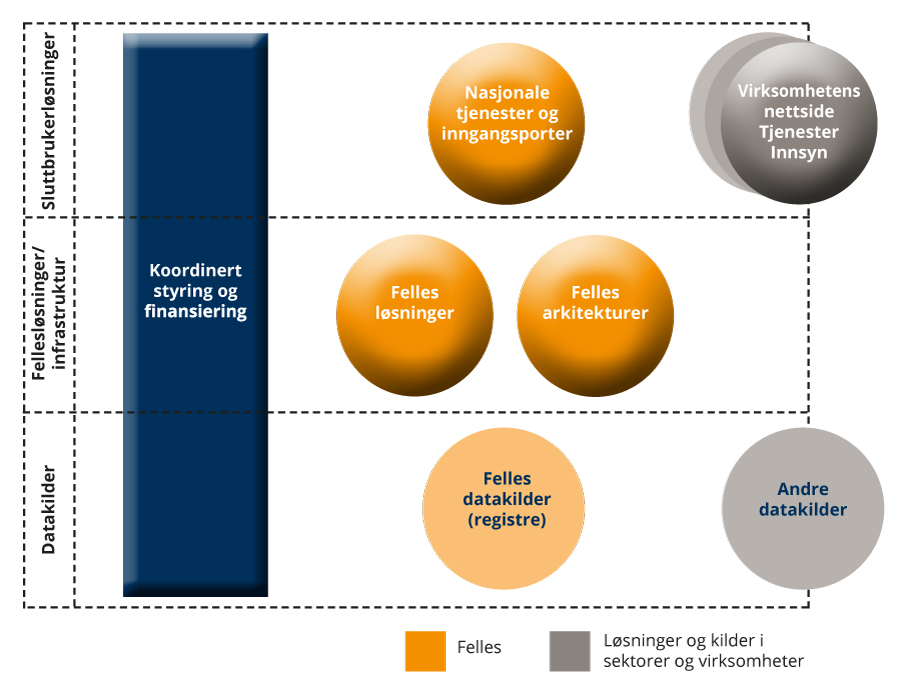 Sluttbrukerløsninger
Nasjonale
tjenester og
inngangsporter
Virksomhetens
nettside
Tjenester
Innsyn
Fellesløsninger/
infrastruktur
Koordinert
styring og
finansiering
Felles
løsninger
Felles
arkitekturer
Datakilder
Felles
datakilder
(registre)
Andre
datakilder
Felles
Løsninger og kilder i
sektorer og virksomheter